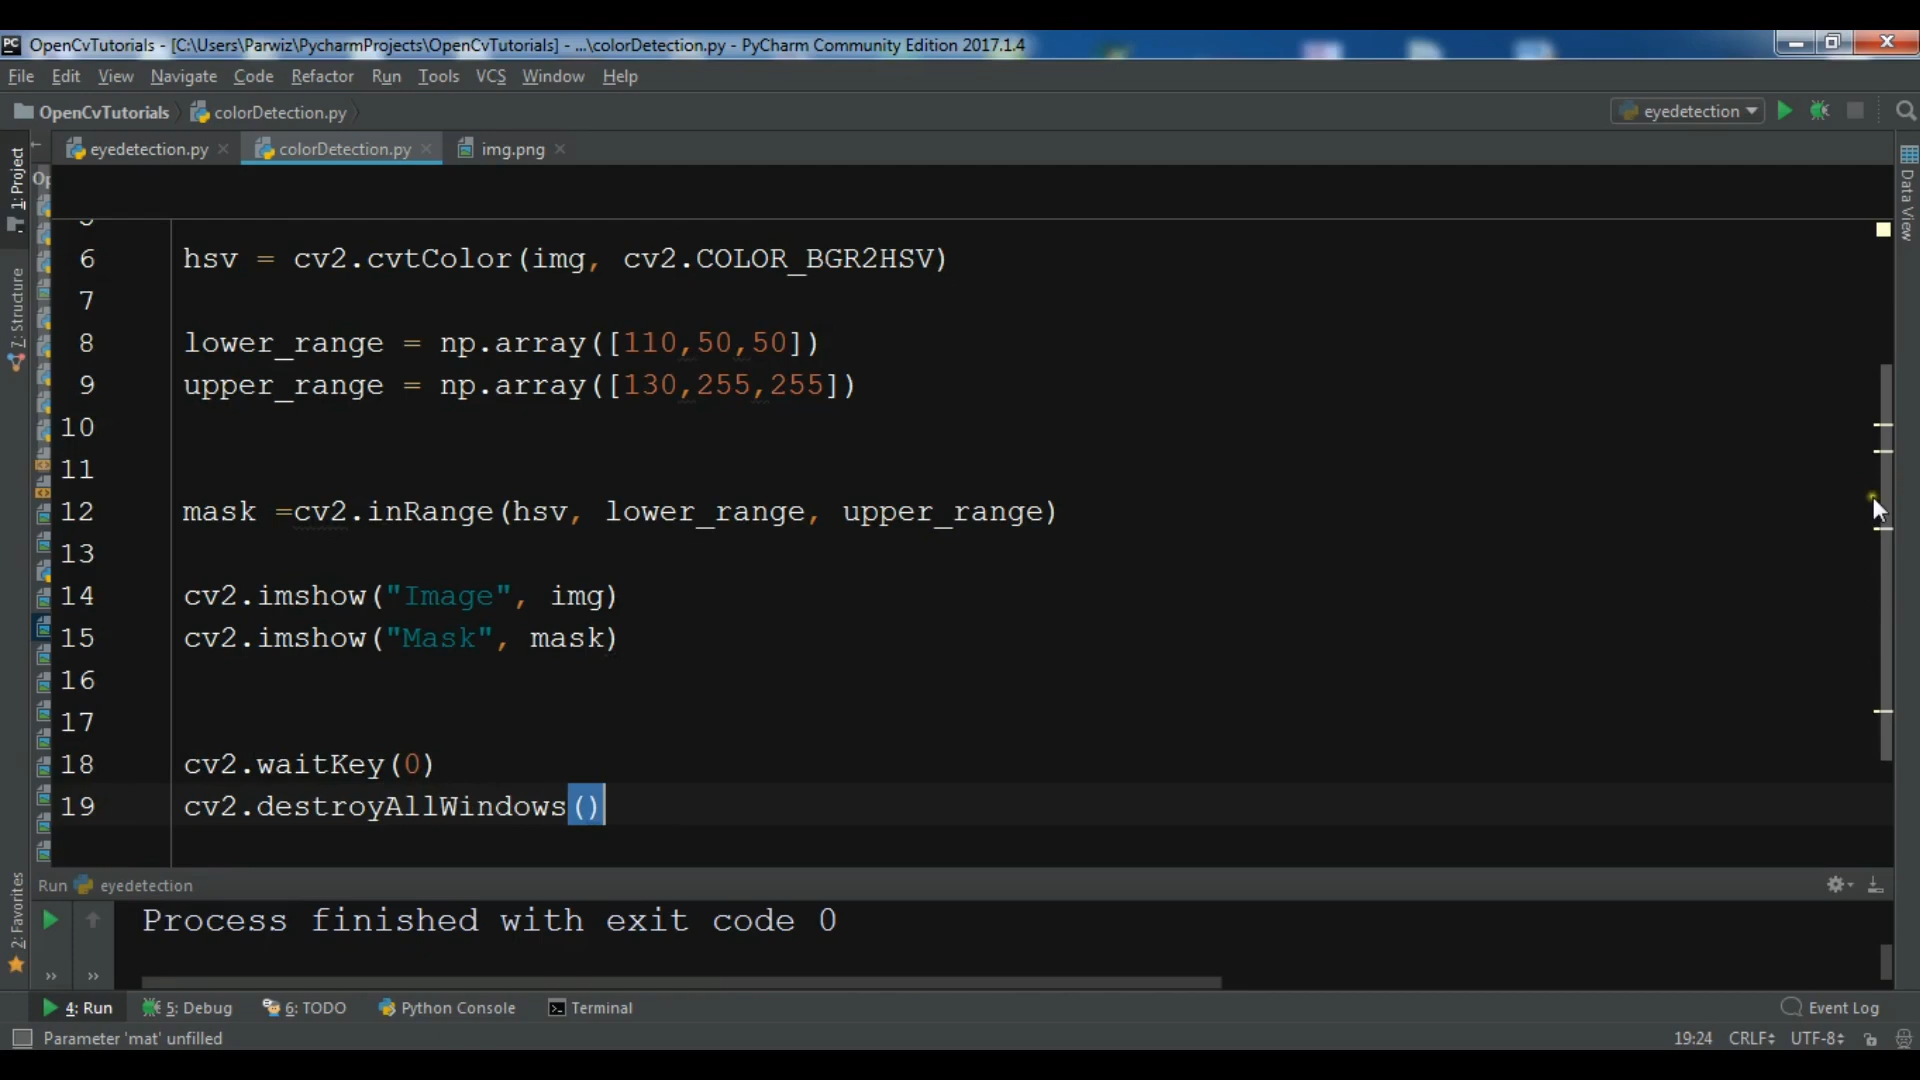 OpenCvTutorials - [C:\Users\Parwiz\PycharmProjects\OpenCvTutorials] - ...\colorDetection.py - PyCharm Community Edition 2017.1.4
File Edit View Navigate Code Refactor Run Tools VCS Window Help
OpenCvTutorials colorDetection.py eyedetection
eyedetection.py colorDetection.py img.png
1: Project
7: Structure
2: Favorites
Data View
6 hsv = cv2.cvtColor(img, cv2.COLOR_BGR2HSV)
7
8 lower_range = np.array([110,50,50])
9 upper_range = np.array([130,255,255])
10
11
12 mask =cv2.inRange(hsv, lower_range, upper_range)
13
14 cv2.imshow("Image", img)
15 cv2.imshow("Mask", mask)
16
17
18 cv2.waitKey(0)
19 cv2.destroyAllWindows()
Run eyedetection
Process finished with exit code 0
4: Run 5: Debug 6: TODO Python Console Terminal Event Log
Parameter 'mat' unfilled 19:24 CRLF UTF-8